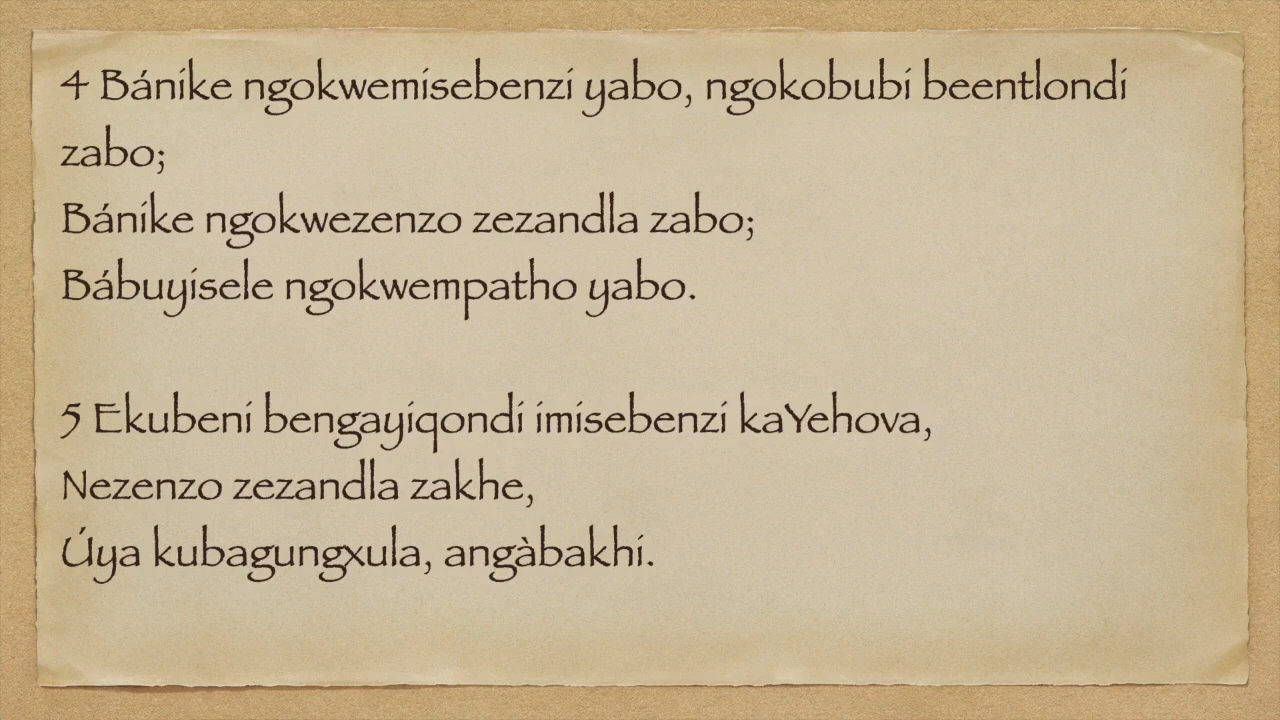 4 Bánike ngokwemisebenzi yabo, ngokobubi beentlondi
zabo;
Bánike ngokwezenzo zezandla zabo;
Bábuyisele ngokwempatho yabo.
5 Ekubeni bengayiqondi imisebenzi kaYehova,
Nezenzo zezandla zakhe,
Úya kubagungxula, angàbakhi.